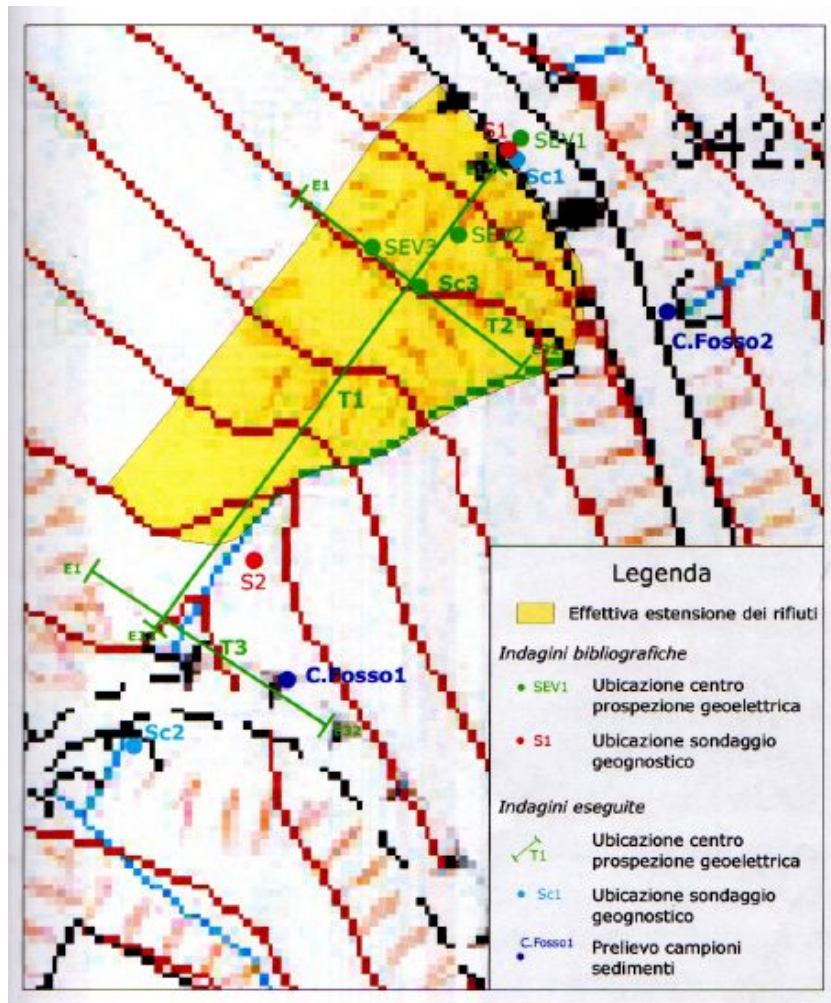 S1
SEV1
342.
Sc1
E1
SEV2
SEV3
Sc3
T2
C.Fosso2
T1
S2
E1
T3
C.Fosso1
E32
Sc2
Legenda
Effettiva estensione dei rifiuti
Indagini bibliografiche
SEV1 Ubicazione centro
prospezione geoelettrica
S1 Ubicazione sondaggio
geognostico
Indagini eseguite
T1 Ubicazione centro
prospezione geoelettrica
Sc1 Ubicazione sondaggio
geognostico
C.Fosso1 Prelievo campioni
sedimenti